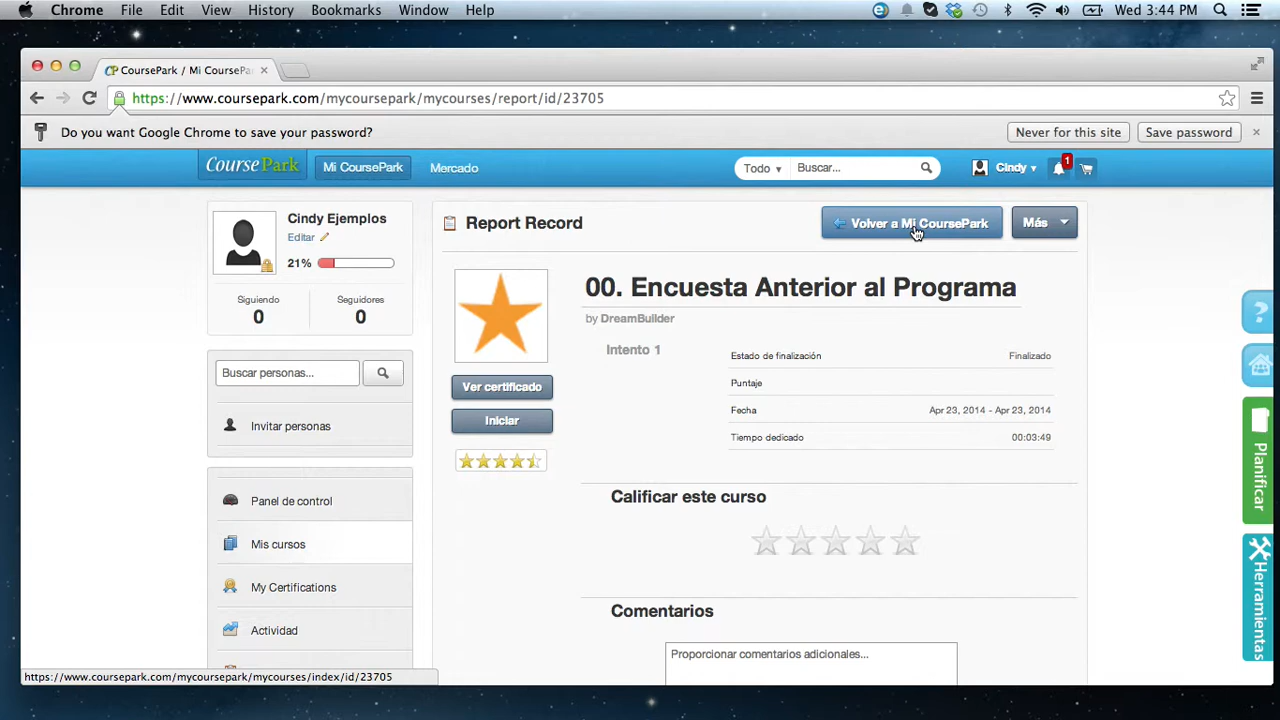 Chrome File Edit View History Bookmarks Window Help Wed 3:44 PM
CoursePark / Mi CoursePa
https://www.coursepark.com/mycoursepark/mycourses/report/id/23705
Do you want Google Chrome to save your password? Never for this site Save password
CoursePark Mi CoursePark Mercado Todo Buscar... Cindy 1
Cindy Ejemplos
Editar
21%
Siguiendo Seguidores
0 0
Buscar personas...
Invitar personas
Panel de control
Mis cursos
My Certifications
Actividad
Report Record Volver a Mi CoursePark Más
00. Encuesta Anterior al Programa
by DreamBuilder
Intento 1
Estado de finalización Finalizado
Puntaje
Fecha Apr 23, 2014 - Apr 23, 2014
Tiempo dedicado 00:03:49
Ver certificado
Iniciar
Calificar este curso
Comentarios
Proporcionar comentarios adicionales...
?
Planificar
Herramientas
https://www.coursepark.com/mycoursepark/mycourses/index/id/23705